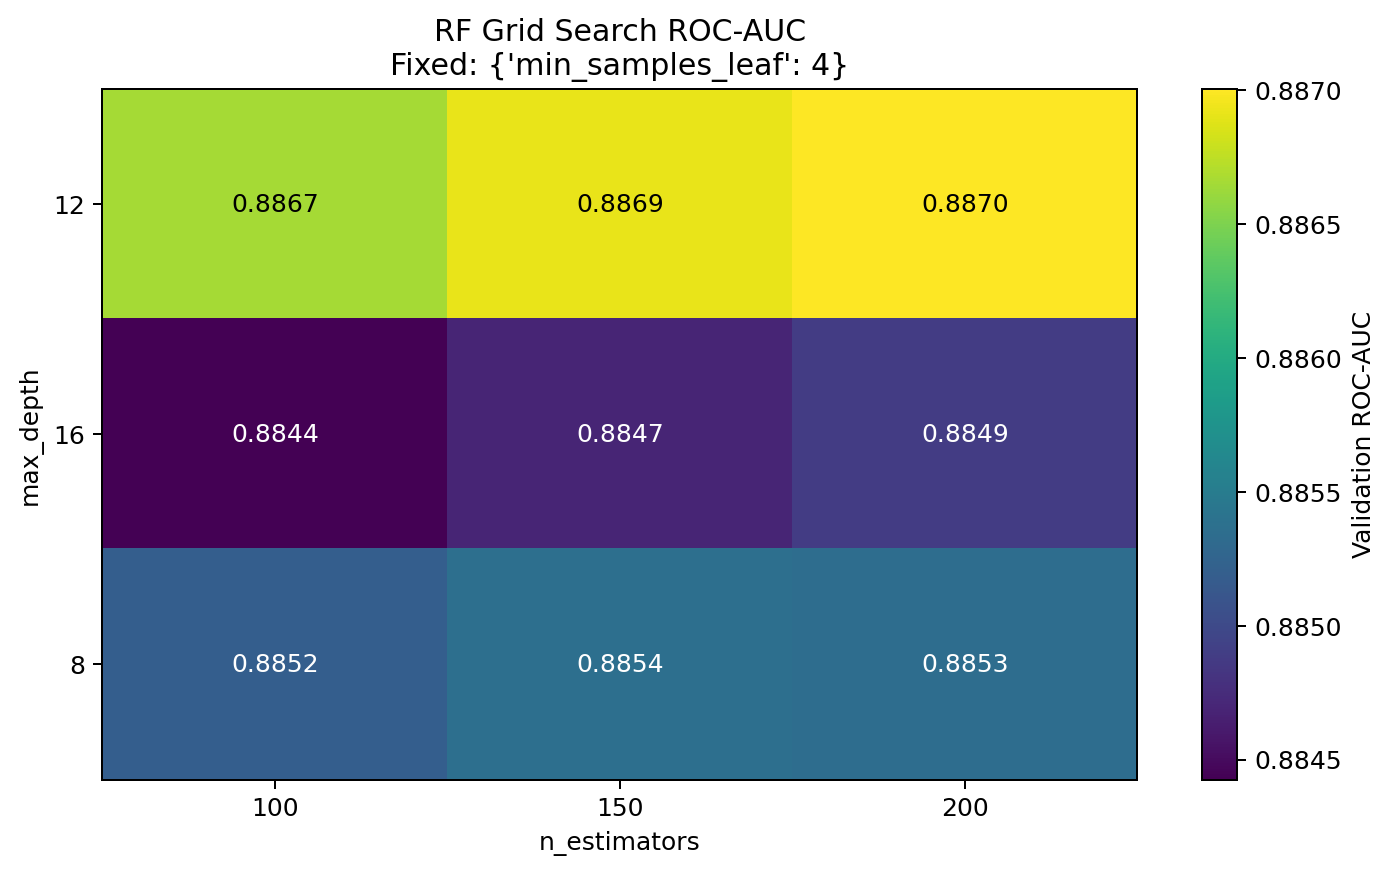 RF Grid Search ROC-AUC
Fixed: {'min_samples_leaf': 4}
max_depth
12
0.8867 0.8869 0.8870
16
0.8844 0.8847 0.8849
8
0.8852 0.8854 0.8853
100 150 200
n_estimators
0.8870
0.8865
0.8860
0.8855
0.8850
0.8845
Validation ROC-AUC